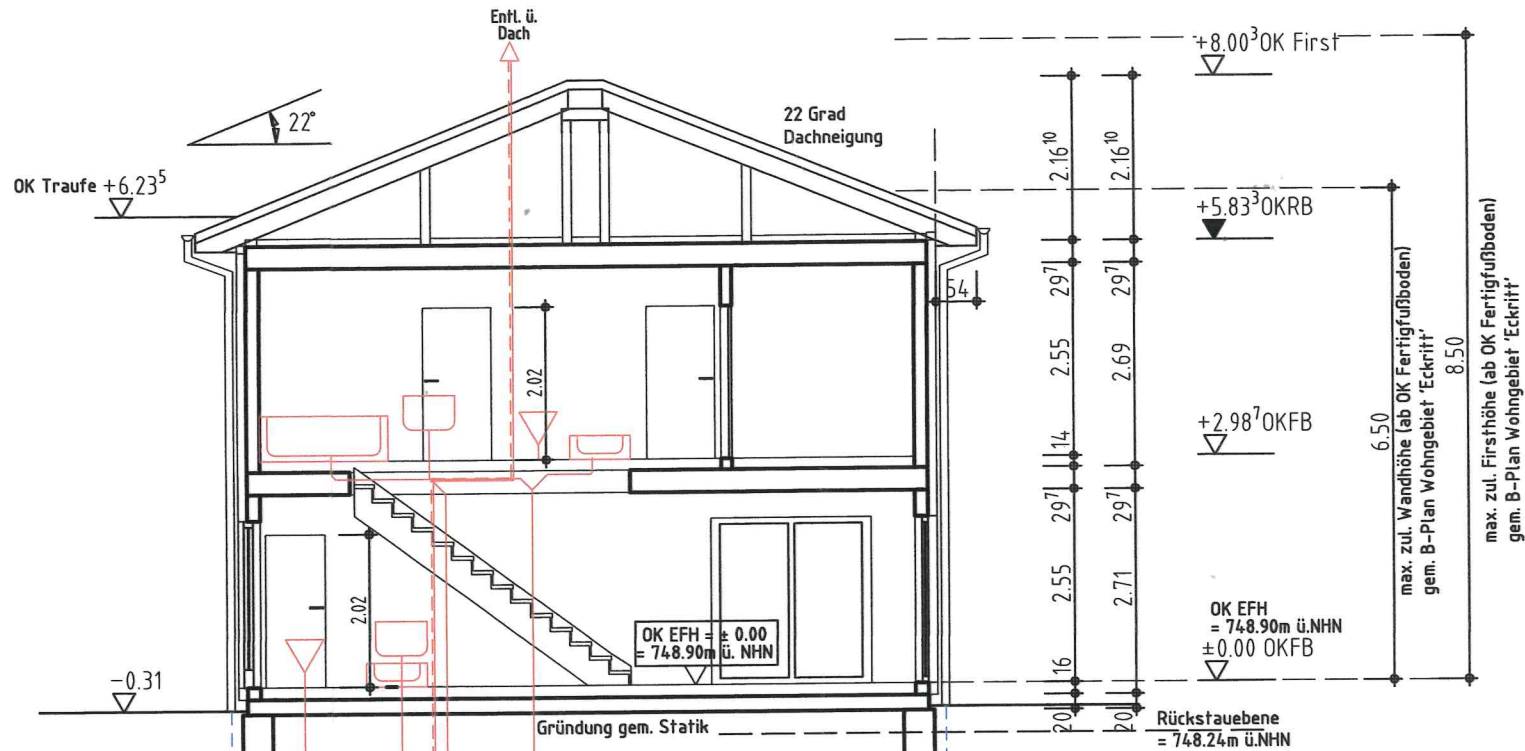 Entl. ü.
Dach
+8.00³OK First
22°
22 Grad
Dachneigung
OK Traufe +6.23⁵
2.16¹⁰
2.16¹⁰
+5.83³OKRB
54
29⁷
29⁷
2.02
2.55
2.69
+2.98⁷OKFB
14
29⁷
29⁷
2.02
2.55
2.71
OK EFH = ± 0.00
= 748.90m ü. NHN
OK EFH
= 748.90m ü.NHN
±0.00 OKFB
16
-0.31
20
20
Gründung gem. Statik
Rückstauebene
= 748.24m ü.NHN
6.50
max. zul. Wandhöhe (ab OK Fertigfußboden)
gem. B-Plan Wohngebiet 'Eckritt'
8.50
max. zul. Firsthöhe (ab OK Fertigfußboden)
gem. B-Plan Wohngebiet 'Eckritt'